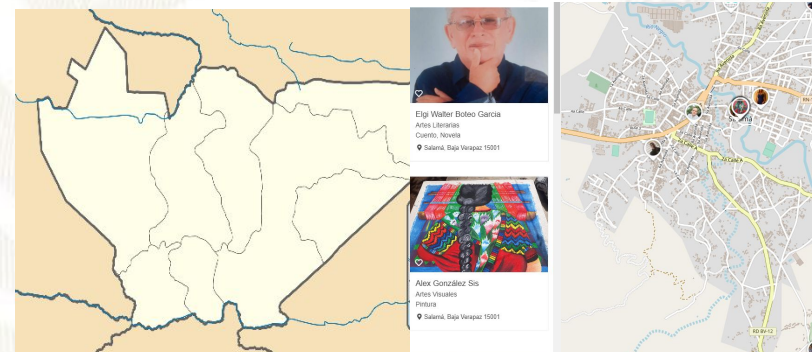 Elgi Walter Boteo Garcia
Artes Literarias
Cuento, Novela
Salamá, Baja Verapaz 15001
Alex González Sis
Artes Visuales
Pintura
Salamá, Baja Verapaz 15001
RD BV-12